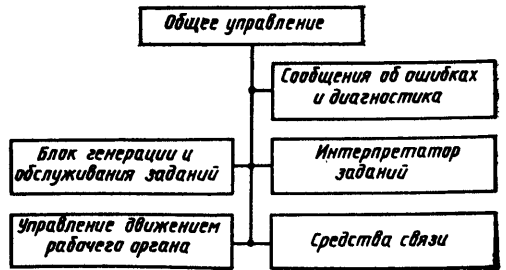 Общее управление
Сообщения об ошибках
и диагностика
Блок генерации и
обслуживания заданий
Интерпретатор
заданий
Управление движением
рабочего органа
Средства связи